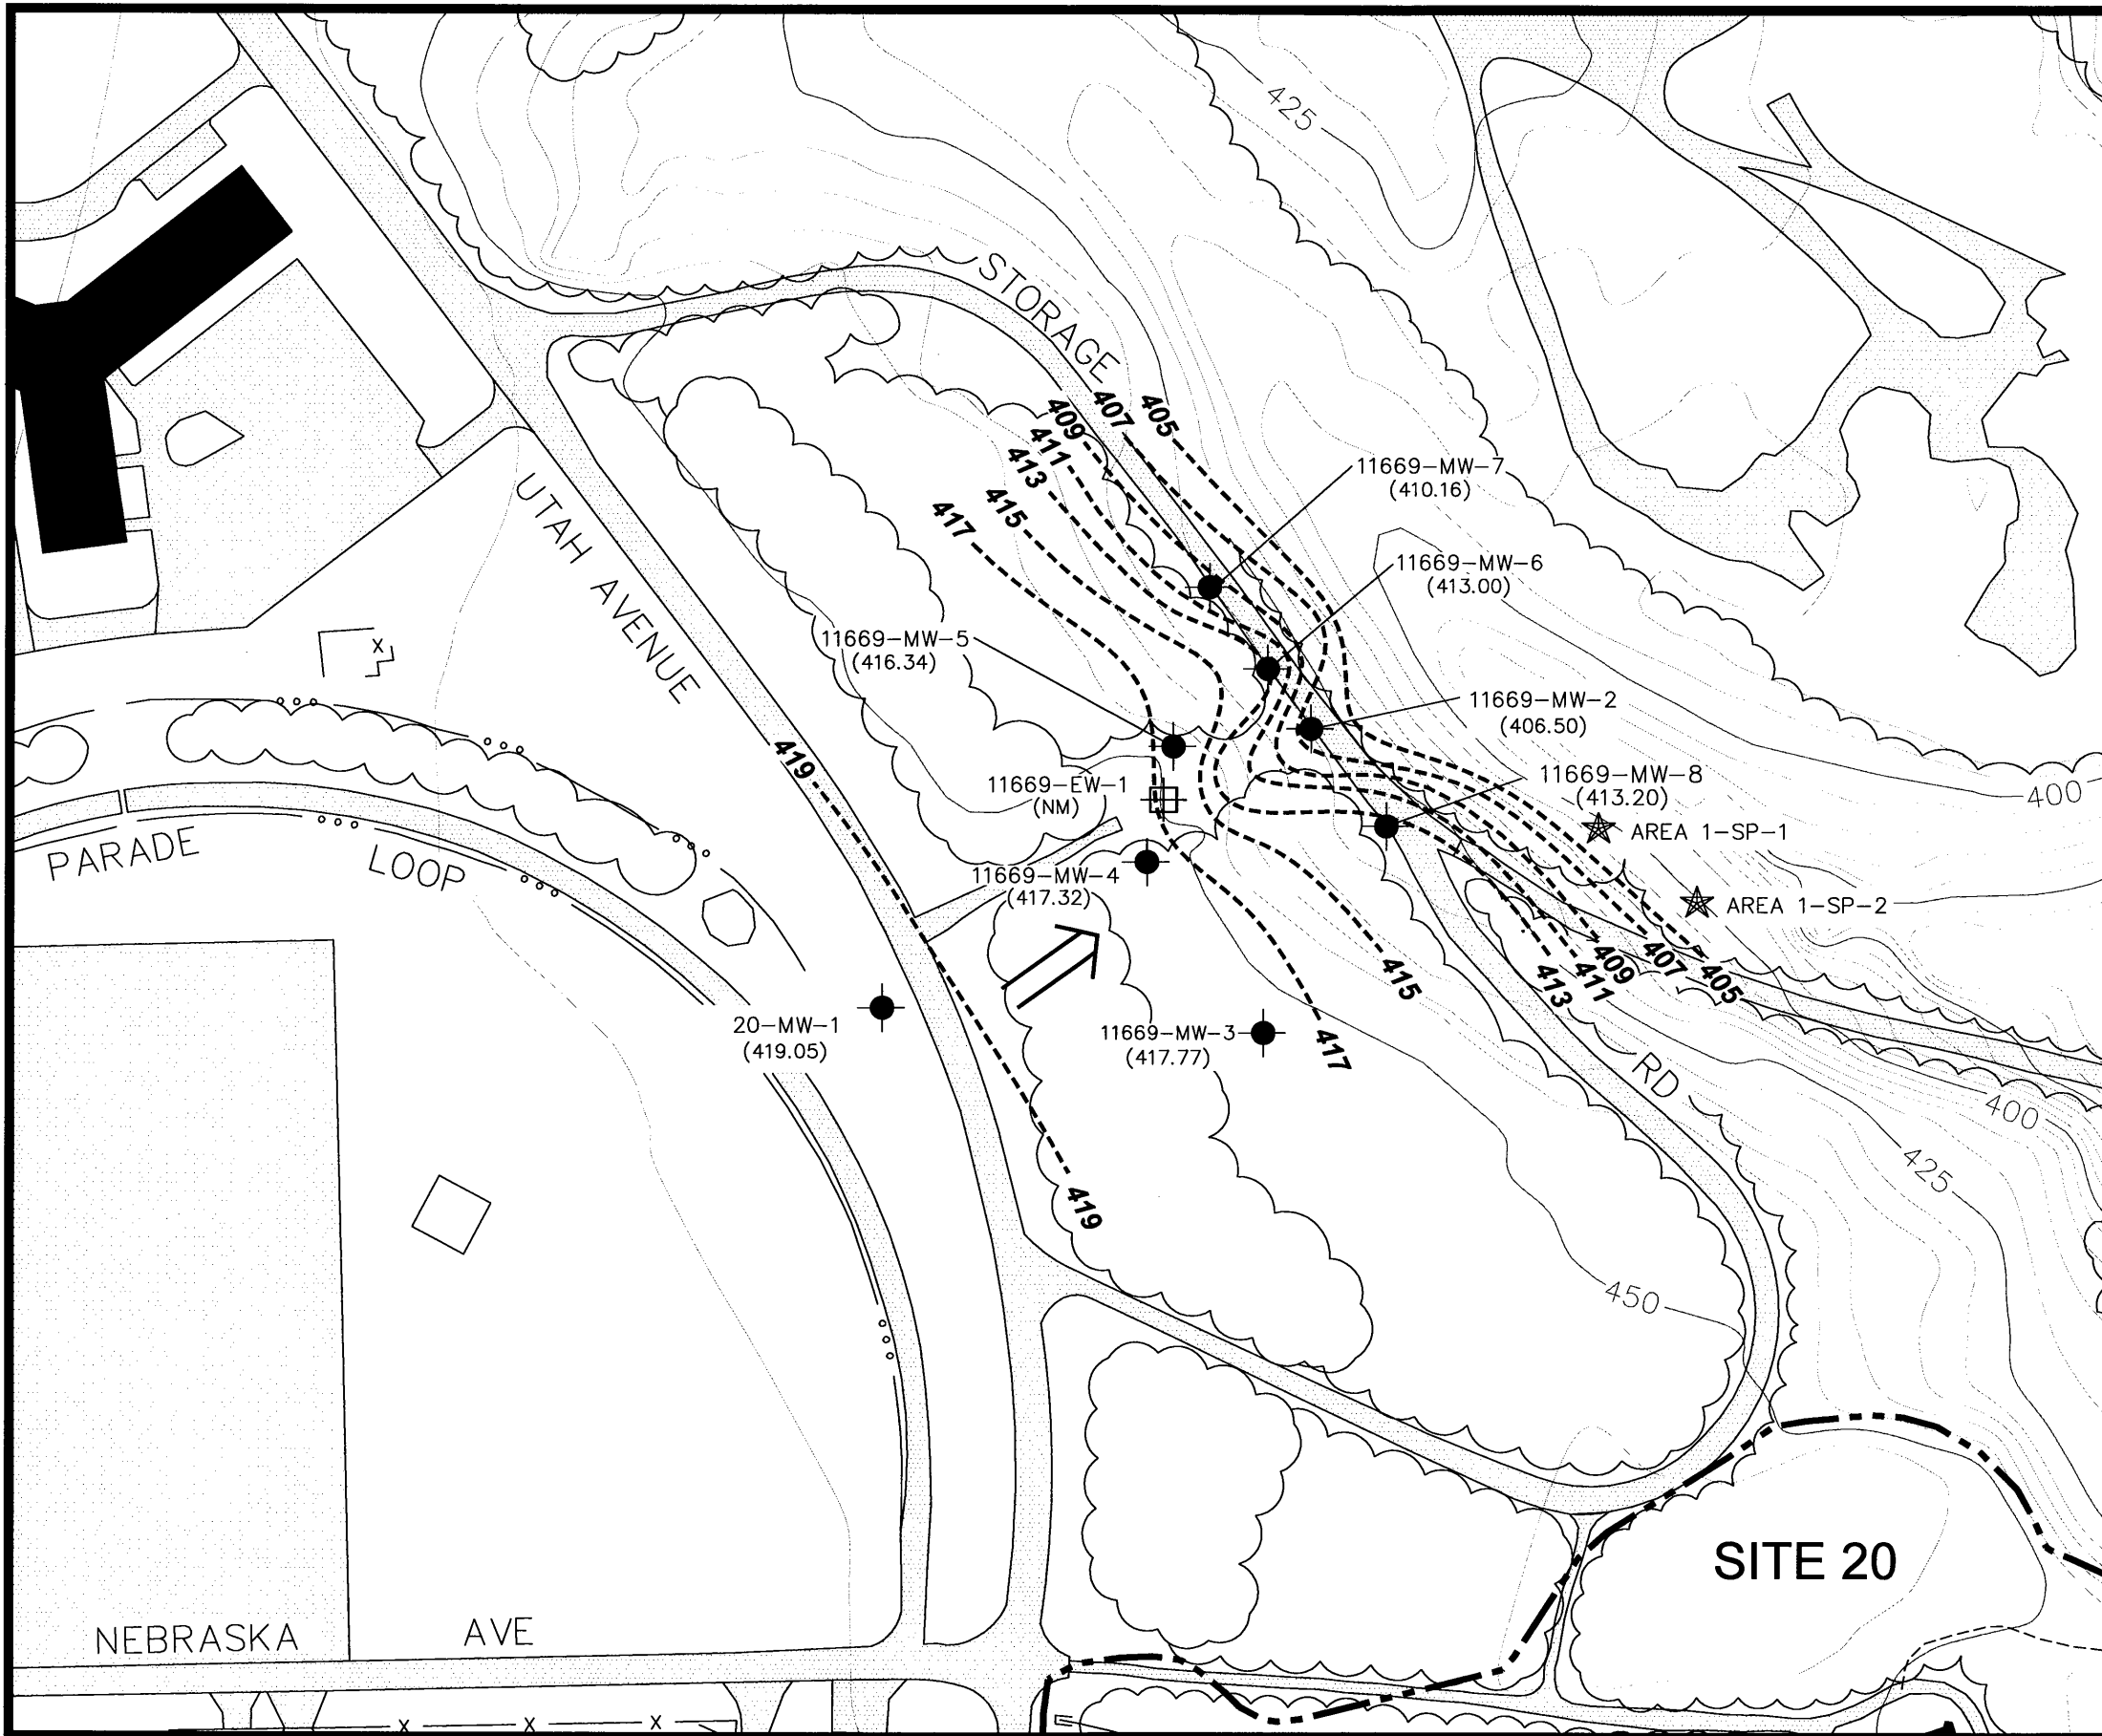 425
STORAGE
405
407
409
411
413
415
417
11669-MW-7
(410.16)
UTAH AVENUE
11669-MW-6
(413.00)
11669-MW-5
(416.34)
X
11669-MW-2
(406.50)
419
11669-EW-1
(NM)
11669-MW-8
(413.20)
400
AREA 1-SP-1
PARADE
LOOP
11669-MW-4
(417.32)
AREA 1-SP-2
415
413
411
409
407
405
20-MW-1
(419.05)
11669-MW-3
(417.77)
417
RD
400
425
419
450
SITE 20
NEBRASKA
AVE
X
X
X